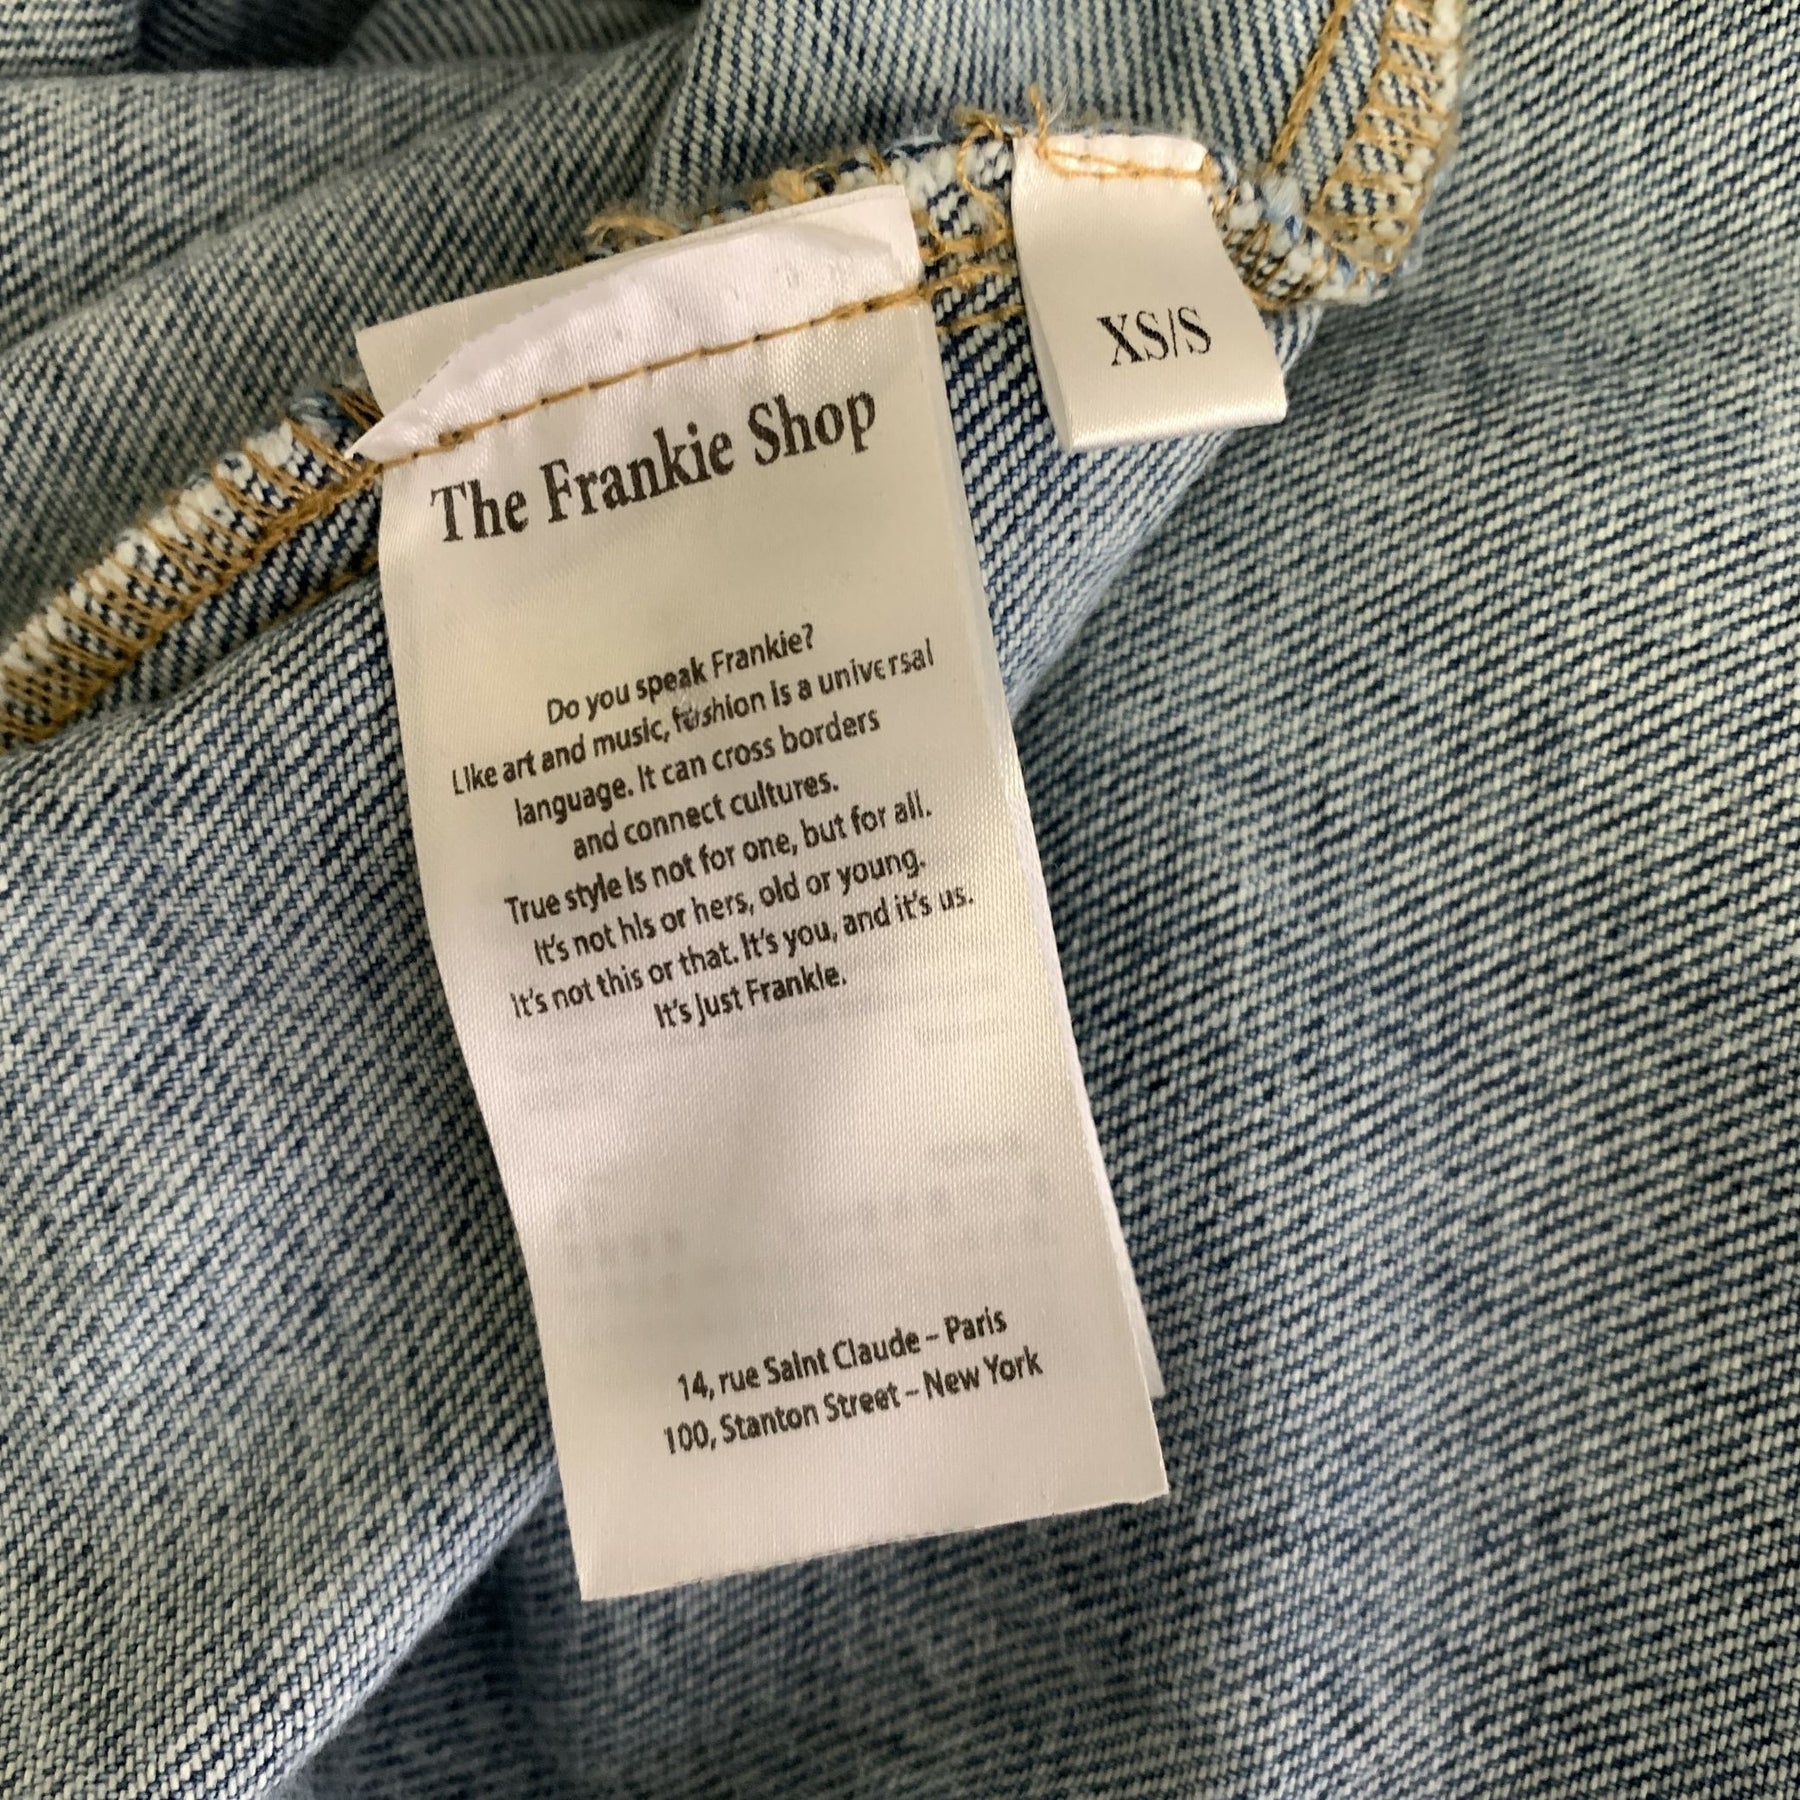 The Frankie Shop
XS/S
Do you speak Frankie?
Like art and music, fashion is a universal
language. It can cross borders
and connect cultures.
True style is not for one, but for all.
It's not his or hers, old or young.
It's not this or that. It's you, and it's us.
It's just Frankie.
14, rue Saint Claude – Paris
100, Stanton Street – New York